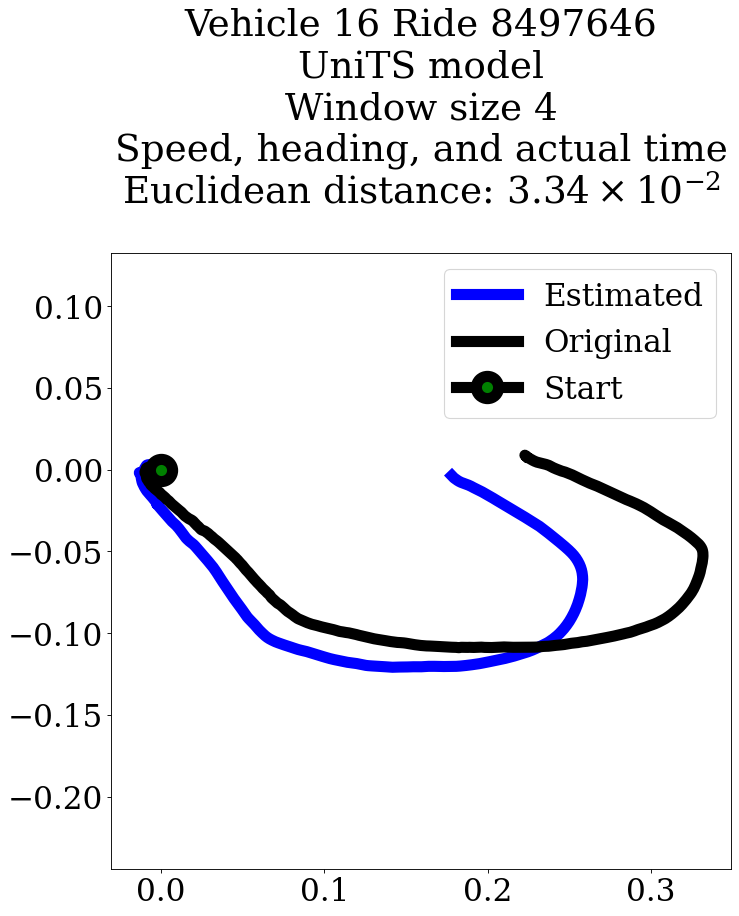 Vehicle 16 Ride 8497646
UniTS model
Window size 4
Speed, heading, and actual time
Euclidean distance: 3.34 × 10⁻²
Estimated
Original
Start
0.10
0.05
0.00
−0.05
−0.10
−0.15
−0.20
0.0 0.1 0.2 0.3